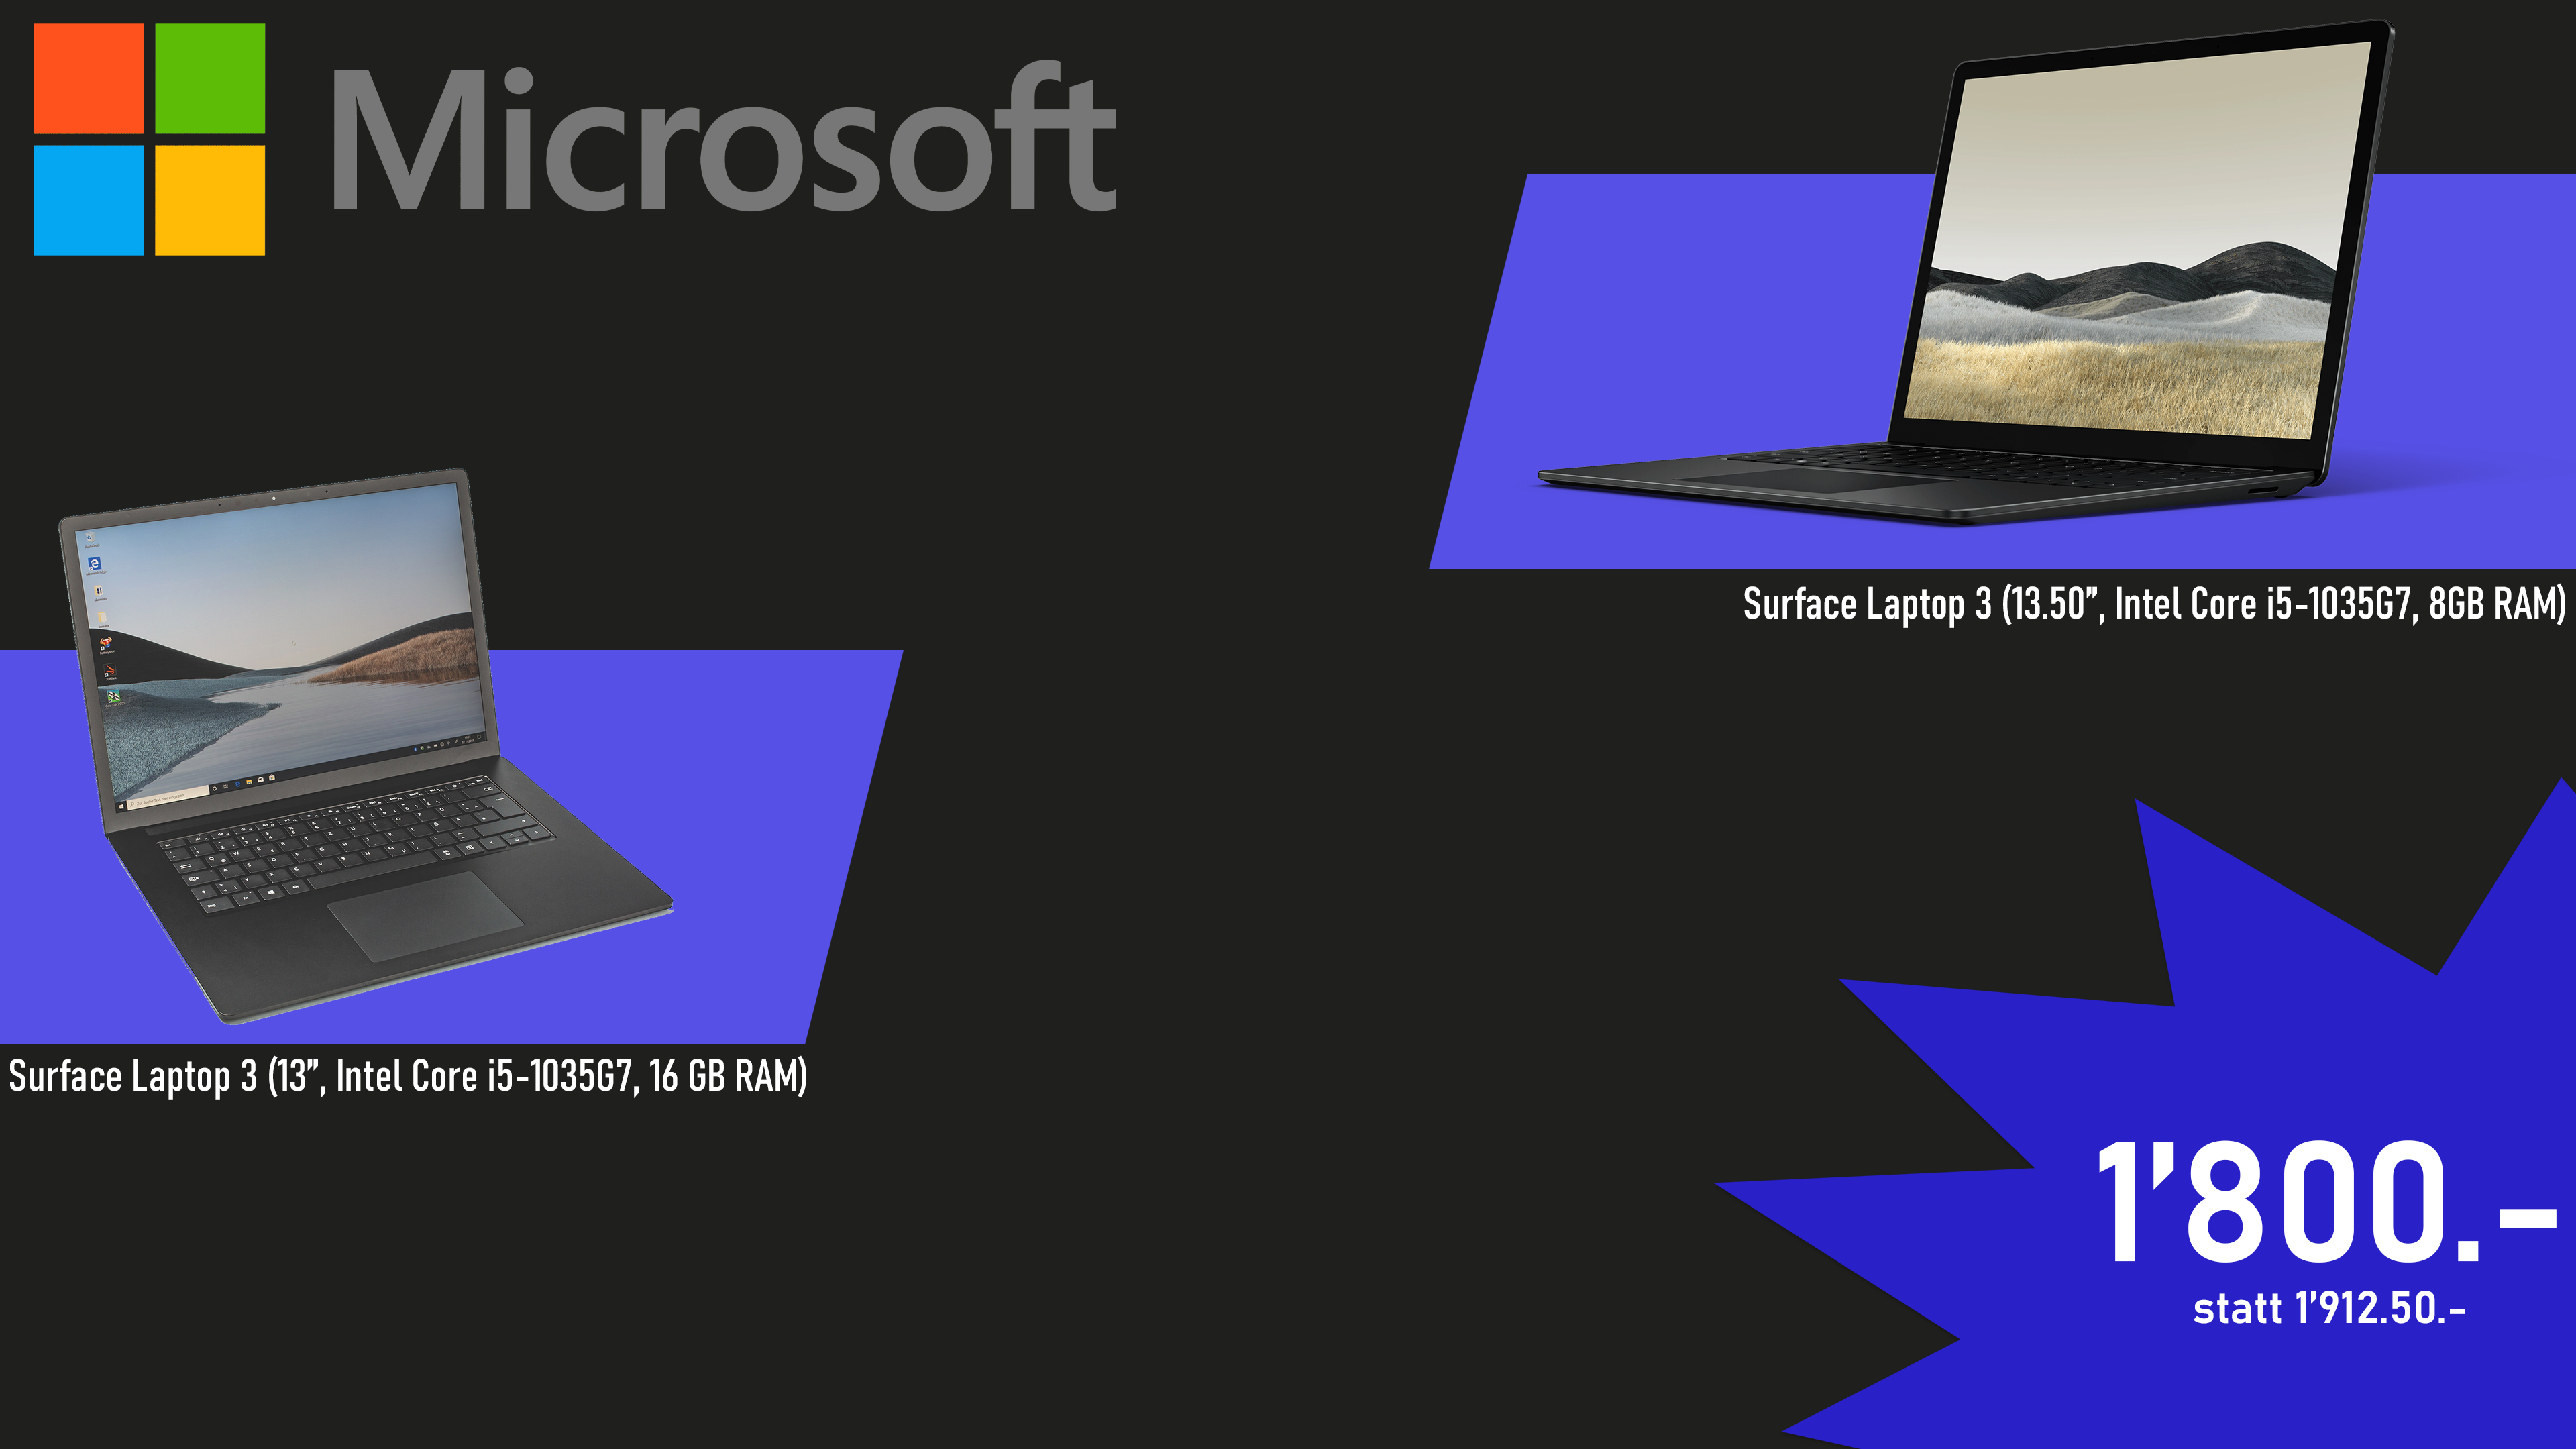 Microsoft
Surface Laptop 3 (13.50”, Intel Core i5-1035G7, 8GB RAM)
Surface Laptop 3 (13”, Intel Core i5-1035G7, 16 GB RAM)
1’800.-
statt 1’912.50.-